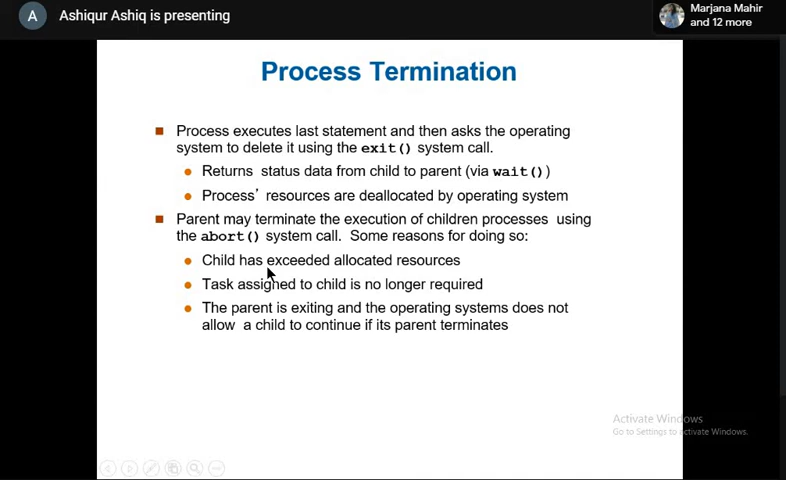 A
Ashiqur Ashiq is presenting
Marjana Mahir
and 12 more
Process Termination
Process executes last statement and then asks the operating
system to delete it using the exit() system call.
Returns status data from child to parent (via wait())
Process' resources are deallocated by operating system
Parent may terminate the execution of children processes using
the abort() system call. Some reasons for doing so:
Child has exceeded allocated resources
Task assigned to child is no longer required
The parent is exiting and the operating systems does not
allow a child to continue if its parent terminates
Activate Windows
Go to Settings to activate Windows.